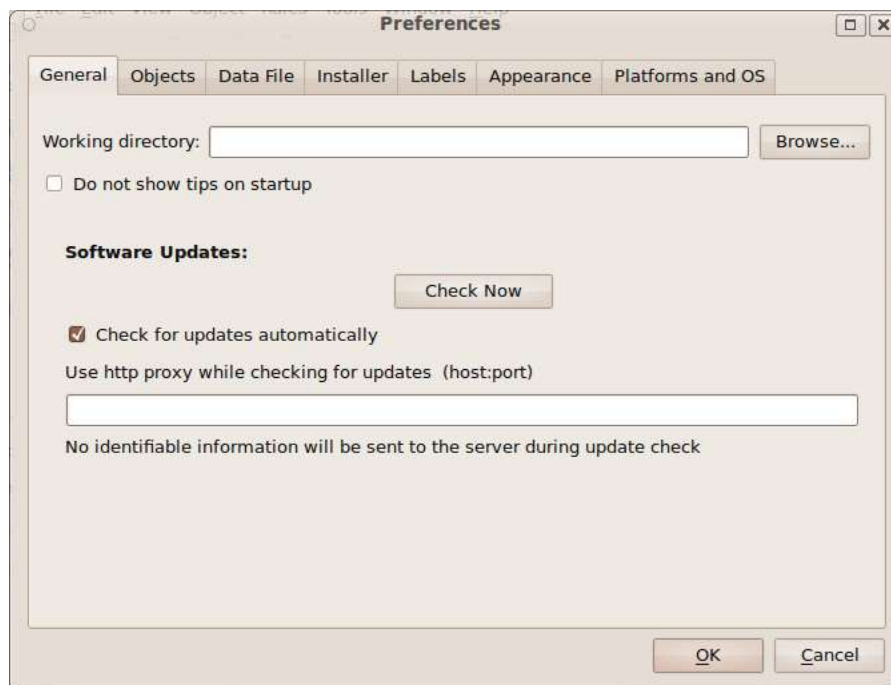 Preferences
General Objects Data File Installer Labels Appearance Platforms and OS
Working directory: Browse...
Do not show tips on startup
Software Updates:
Check Now
Check for updates automatically
Use http proxy while checking for updates (host:port)
No identifiable information will be sent to the server during update check
OK Cancel